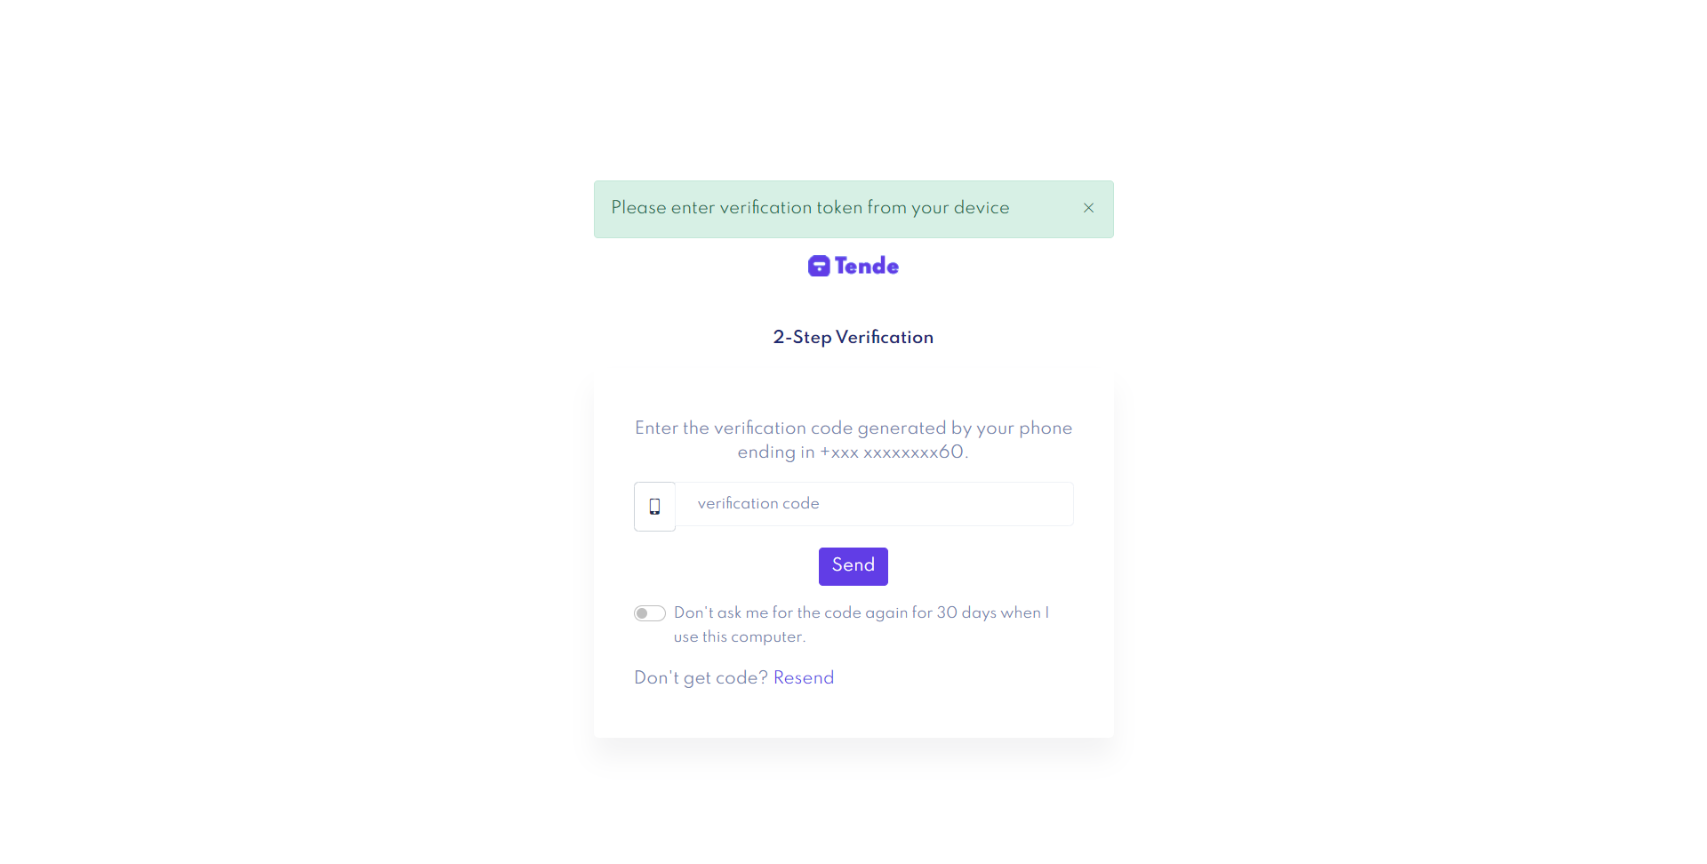 Please enter verification token from your device
Tende
2-Step Verification
Enter the verification code generated by your phone
ending in +xxx xxxxxxxx60.
verification code
Send
Don't ask me for the code again for 30 days when I
use this computer.
Don't get code? Resend